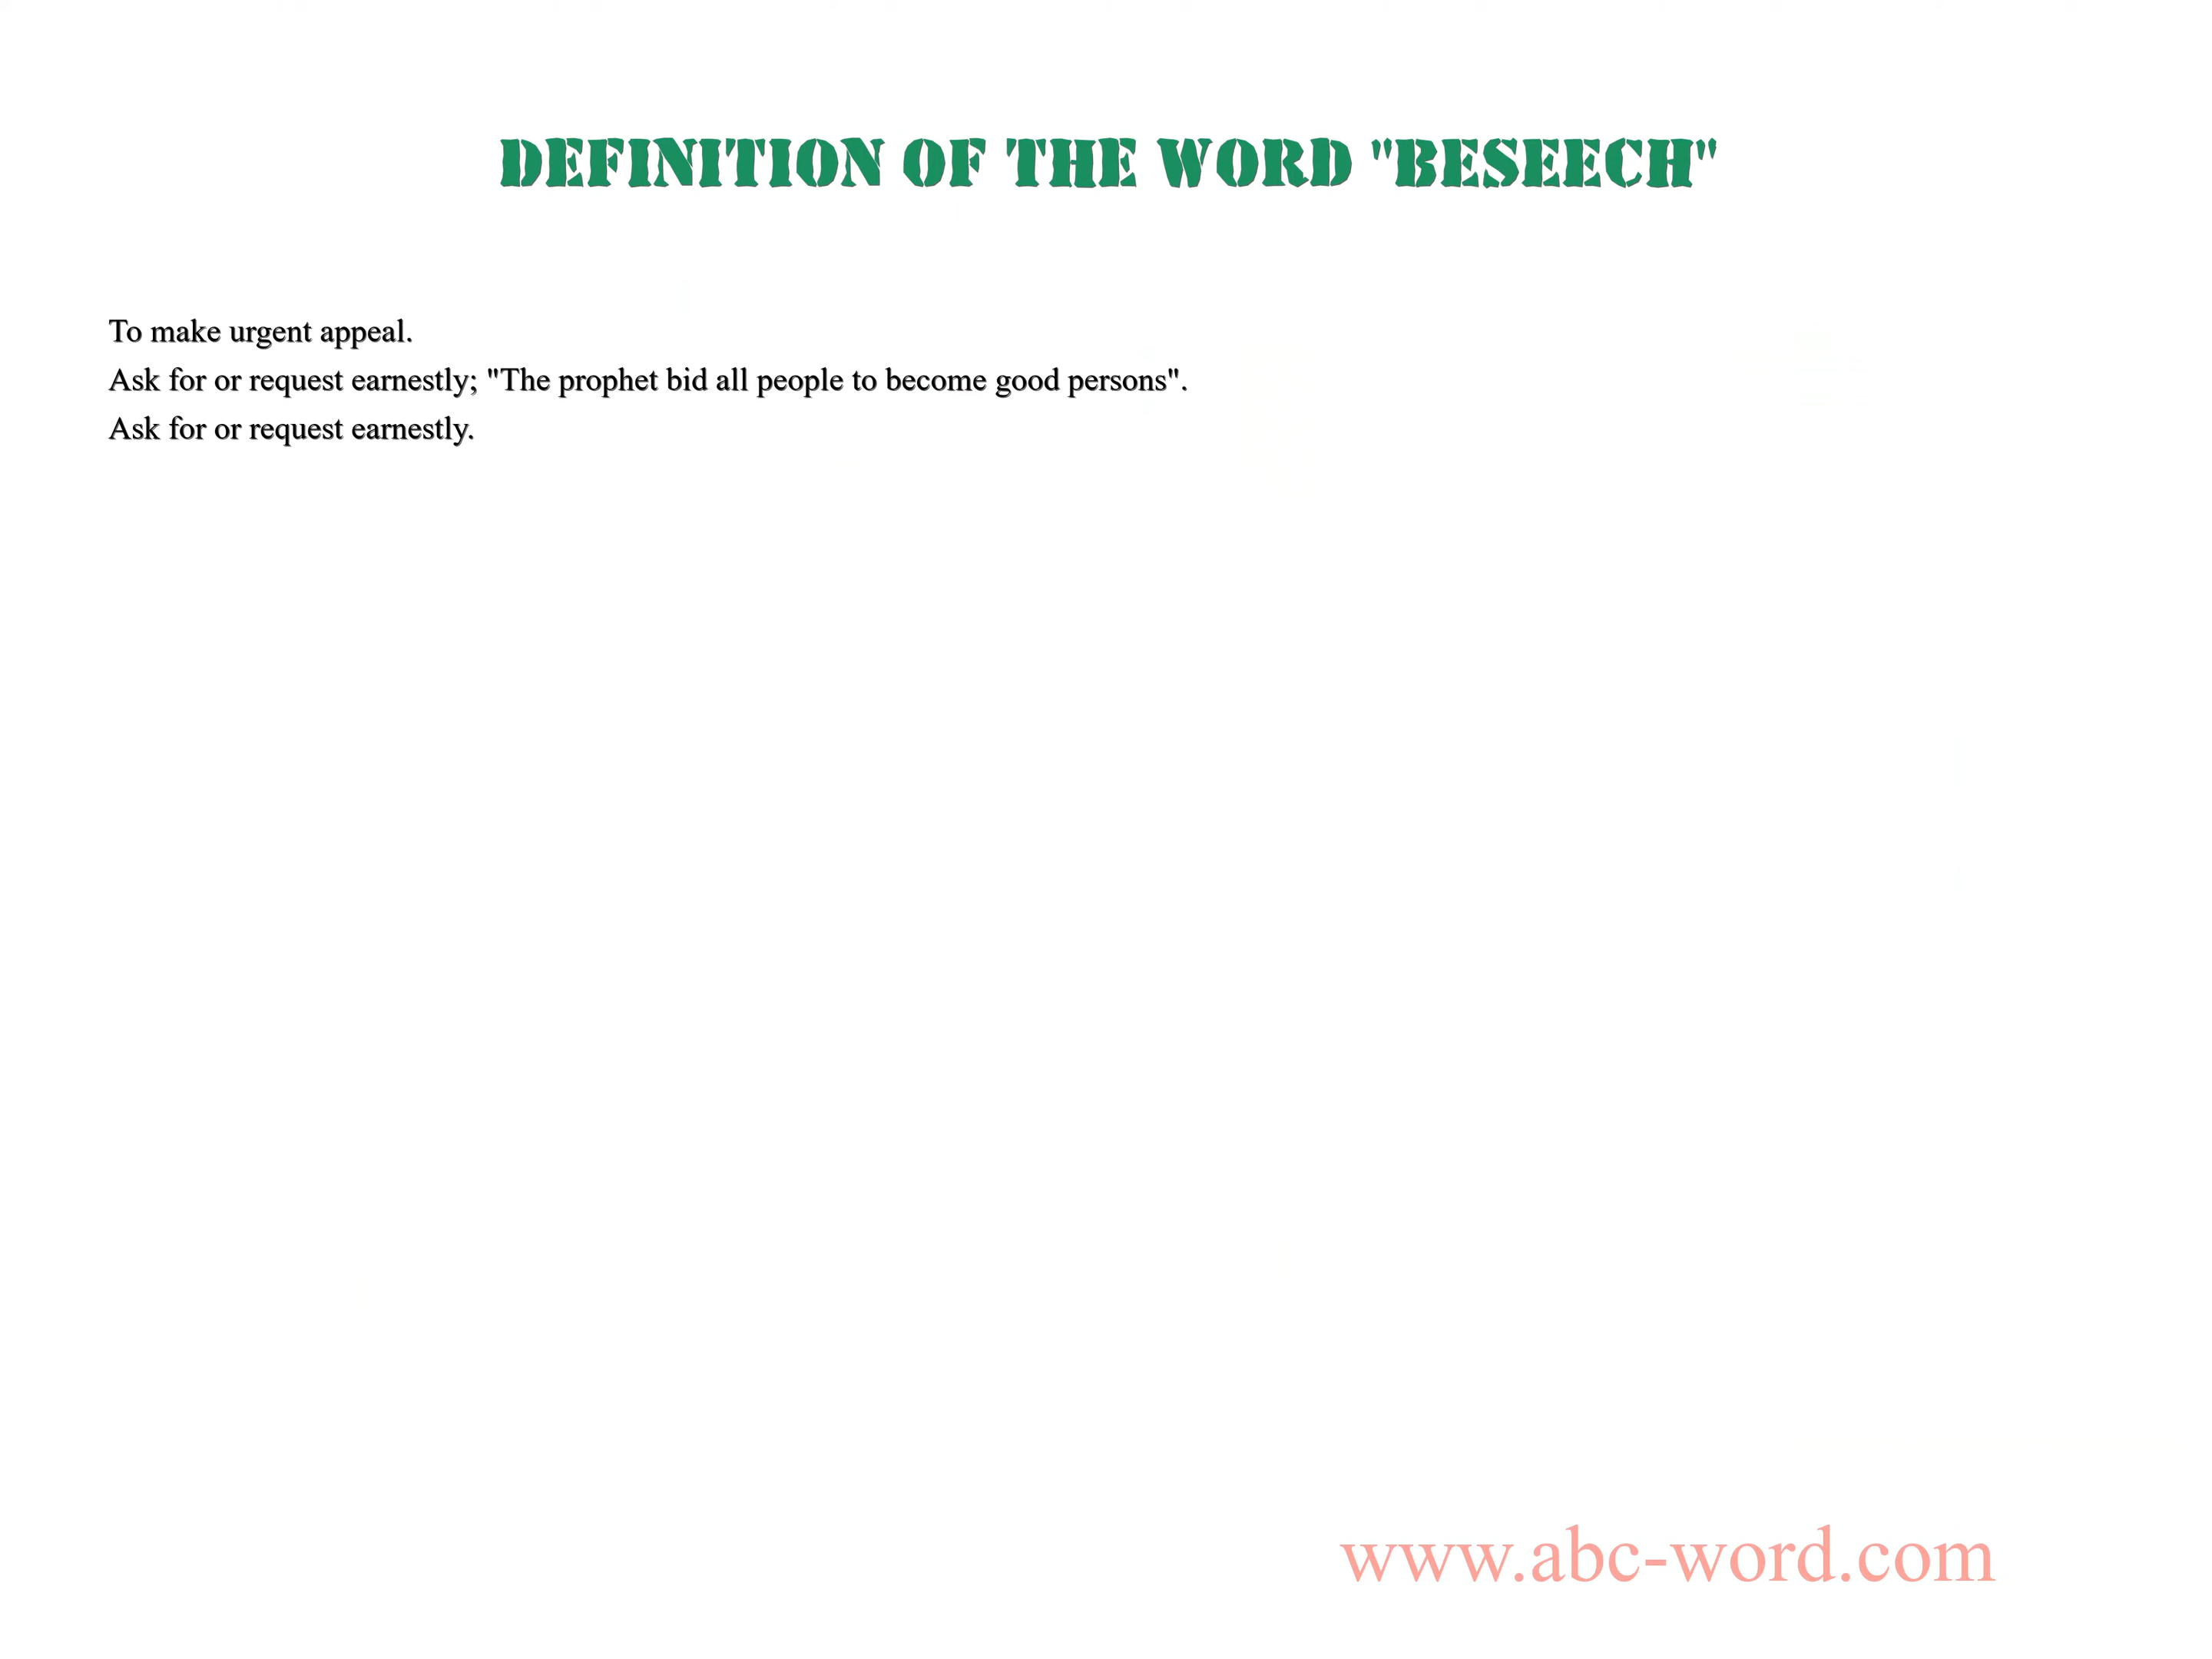 DEFINITION OF THE WORD "BESEECH"
To make urgent appeal.
Ask for or request earnestly; "The prophet bid all people to become good persons".
Ask for or request earnestly.
www.abc-word.com